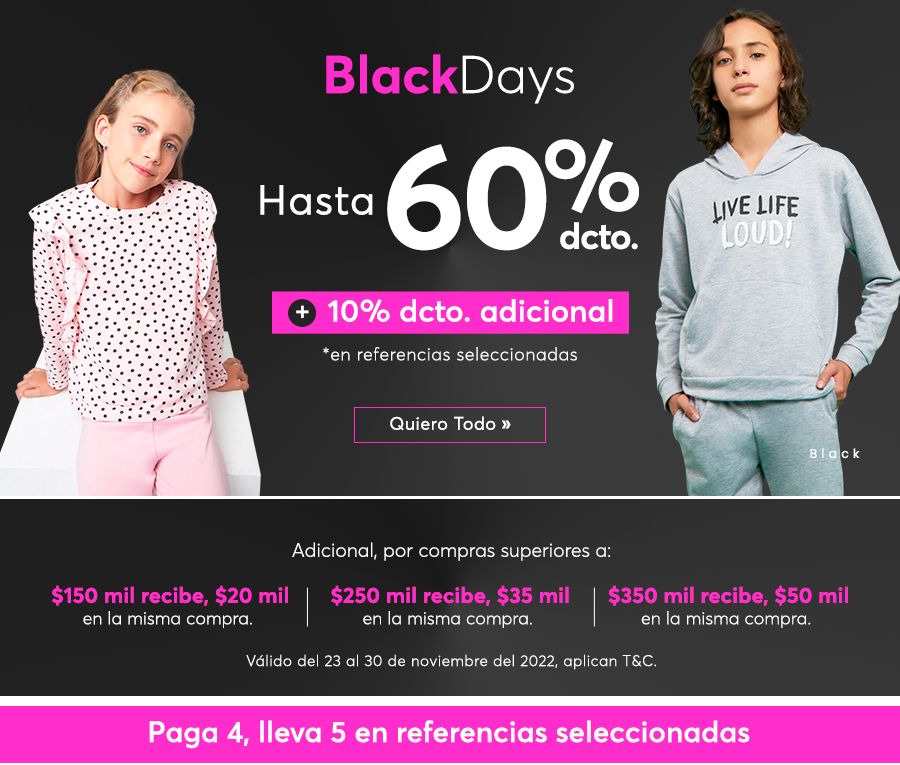 BlackDays
Hasta 60% dcto.
+ 10% dcto. adicional
*en referencias seleccionadas
Quiero Todo »
LIVE LIFE
LOUD!
Black
Adicional, por compras superiores a:
$150 mil recibe, $20 mil
en la misma compra.
$250 mil recibe, $35 mil
en la misma compra.
$350 mil recibe, $50 mil
en la misma compra.
Válido del 23 al 30 de noviembre del 2022, aplican T&C.
Paga 4, lleva 5 en referencias seleccionadas